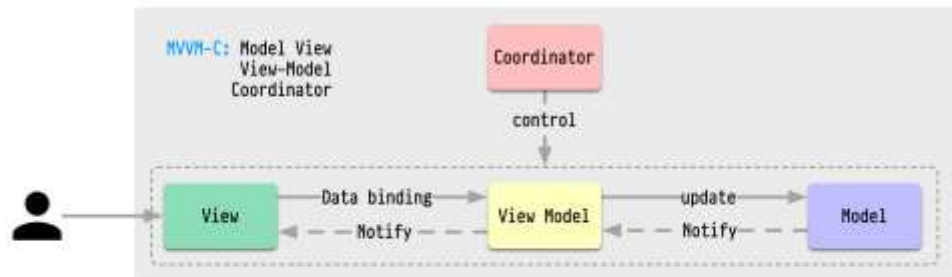 MVVM-C: Model View
View-Model
Coordinator
Coordinator
control
View
Data binding
Notify
View Model
update
Notify
Model